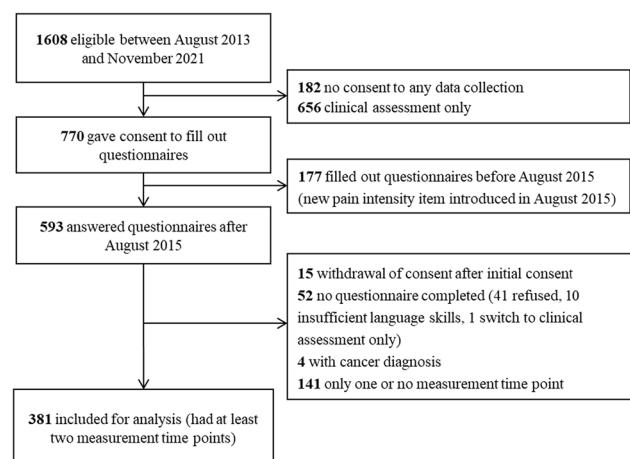 1608 eligible between August 2013
and November 2021
182 no consent to any data collection
656 clinical assessment only
770 gave consent to fill out
questionnaires
177 filled out questionnaires before August 2015
(new pain intensity item introduced in August 2015)
593 answered questionnaires after
August 2015
15 withdrawal of consent after initial consent
52 no questionnaire completed (41 refused, 10
insufficient language skills, 1 switch to clinical
assessment only)
4 with cancer diagnosis
141 only one or no measurement time point
381 included for analysis (had at least
two measurement time points)